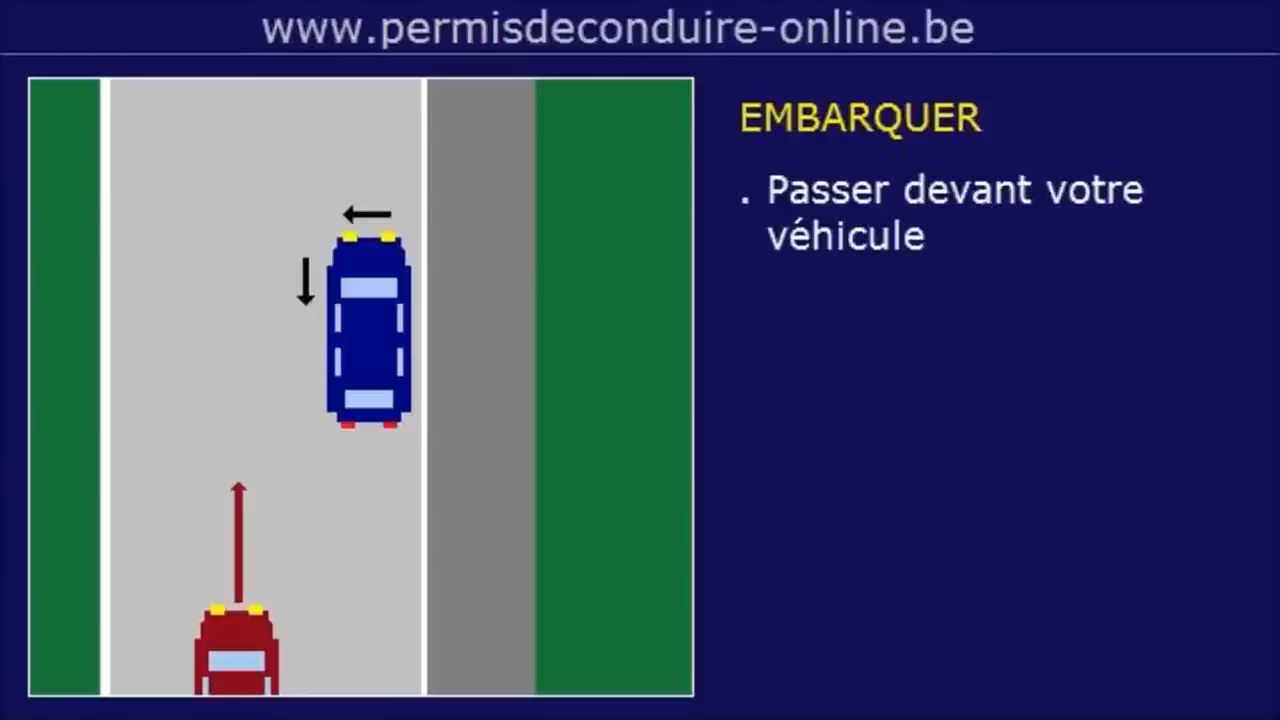 www.permisdeconduire-online.be
EMBARQUER
. Passer devant votre
véhicule